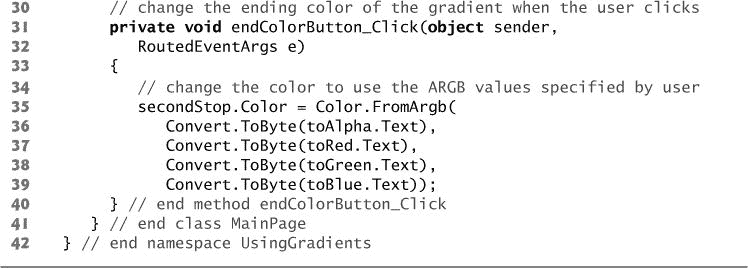 30 // change the ending color of the gradient when the user clicks
31 private void endColorButton_Click(object sender,
32 RoutedEventArgs e)
33 {
34 // change the color to use the ARGB values specified by user
35 secondStop.Color = Color.FromArgb(
36 Convert.ToByte(toAlpha.Text),
37 Convert.ToByte(toRed.Text),
38 Convert.ToByte(toGreen.Text),
39 Convert.ToByte(toBlue.Text));
40 } // end method endColorButton_Click
41 } // end class MainPage
42 } // end namespace UsingGradients